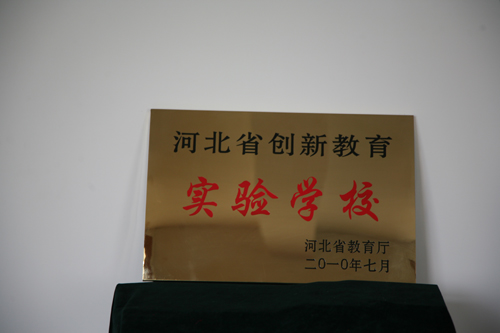 河北省创新教育
实验学校
河北省教育厅
二〇一〇年七月